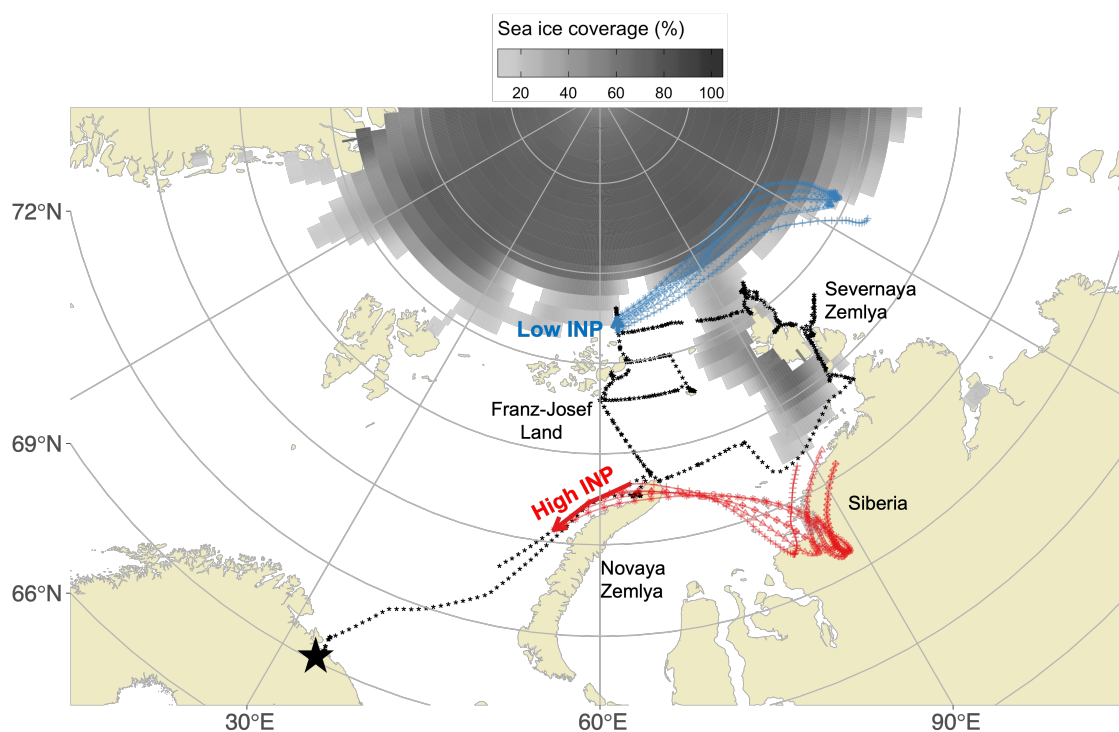 Sea ice coverage (%)
20 40 60 80 100
72°N
Severnaya
Zemlya
Low INP
Franz-Josef
Land
69°N
High INP
Siberia
Novaya
Zemlya
66°N
30°E 60°E 90°E